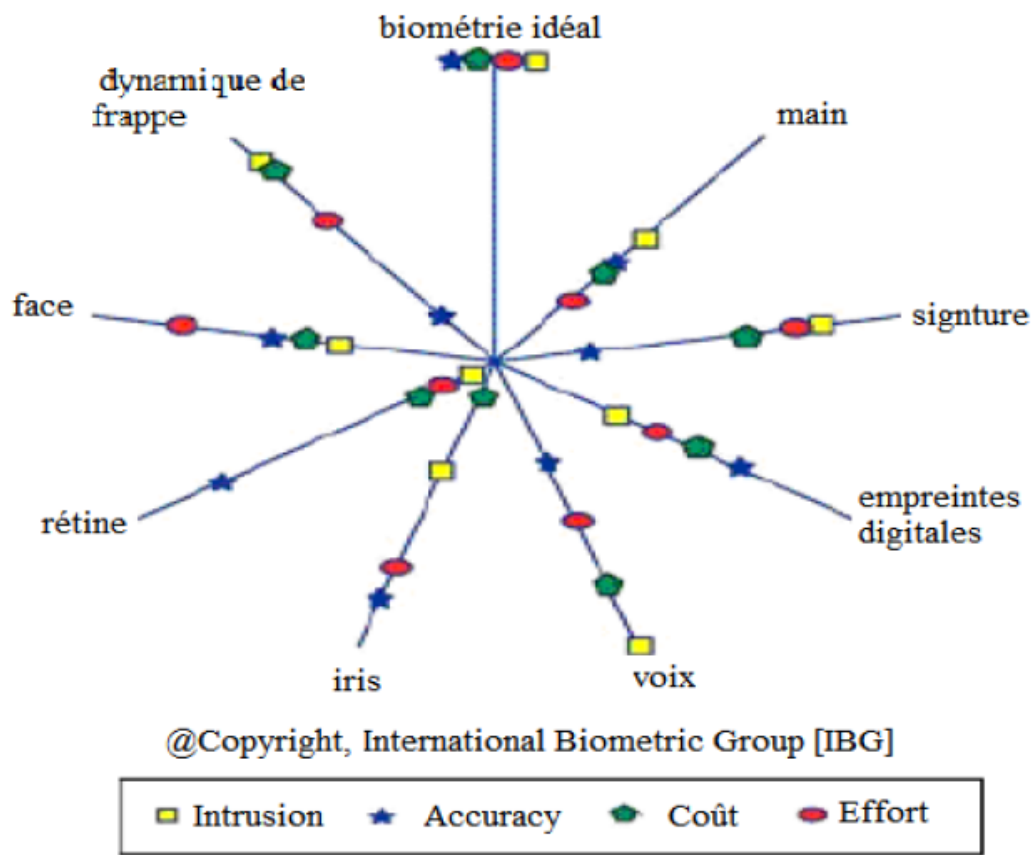 biométrie idéal
dynamique de
frappe
main
face
signture
rétine
empreintes
digitales
iris
voix
@Copyright, International Biometric Group [IBG]
Intrusion Accuracy Coût Effort